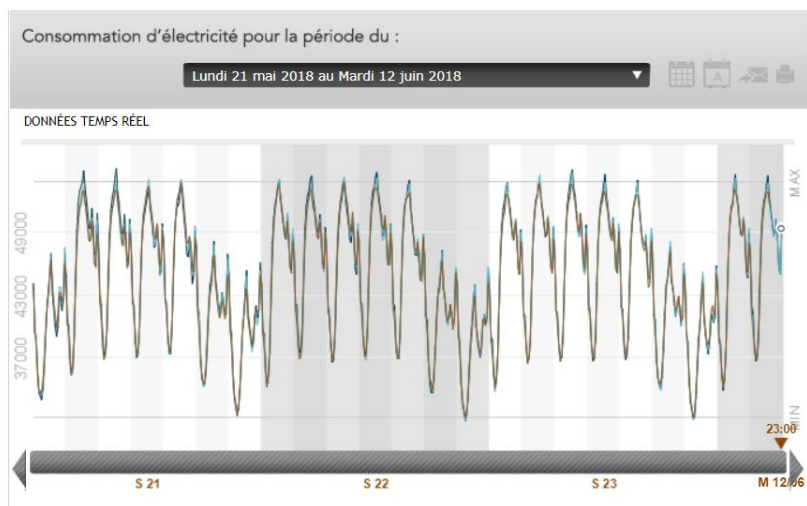 Consommation d'électricité pour la période du :
Lundi 21 mai 2018 au Mardi 12 juin 2018
A
DONNÉES TEMPS RÉEL
MAX
49000
43000
37000
MIN
23:00
S 21
S 22
S 23
M 12/06